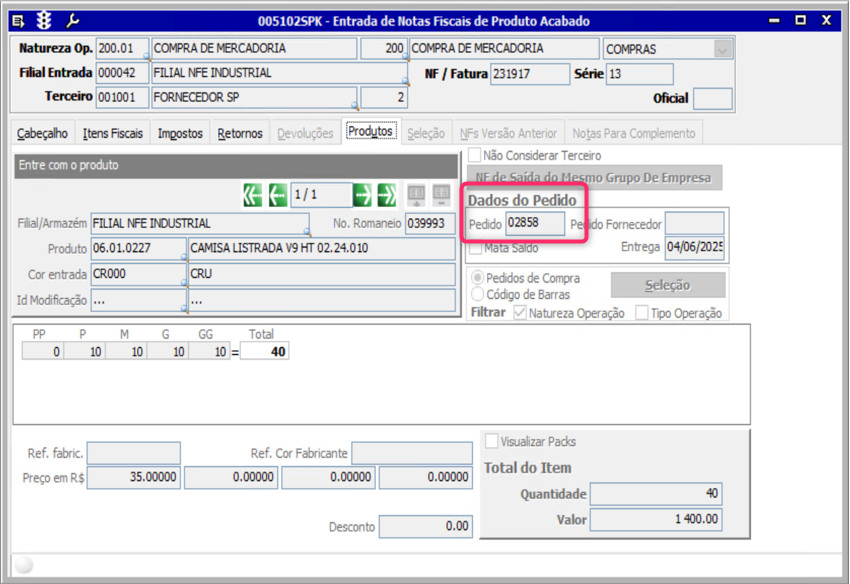 005102SPK - Entrada de Notas Fiscais de Produto Acabado
Natureza Op. 200.01 COMPRA DE MERCADORIA 200 COMPRA DE MERCADORIA COMPRAS
Filial Entrada 000042 FILIAL NFE INDUSTRIAL NF / Fatura 231917 Série 13
Terceiro 001001 FORNECEDOR SP 2 Oficial
Cabeçalho Itens Fiscais Impostos Retornos Devoluções Produtos Seleção NFs Versão Anterior Notas Para Complemento
Entre com o produto
Não Considerar Terceiro
NF de Saída do Mesmo Grupo De Empresa
1 / 1
Dados do Pedido
Filial/Armazém FILIAL NFE INDUSTRIAL No. Romaneio 039993
Pedido 02858 Pedido Fornecedor
Produto 06.01.0227 CAMISA LISTRADA V9 HT 02.24.010
Mata Saldo Entrega 04/06/2025
Cor entrada CR000 CRU
Pedidos de Compra
Código de Barras
Seleção
Id Modificação ... ...
Filtrar Natureza Operação Tipo Operação
PP P M G GG Total
0 10 10 10 10 = 40
Ref. fabric. Ref. Cor Fabricante
Preço em R$ 35.00000 0.00000 0.00000 0.00000
Desconto 0.00
Visualizar Packs
Total do Item
Quantidade 40
Valor 1 400.00